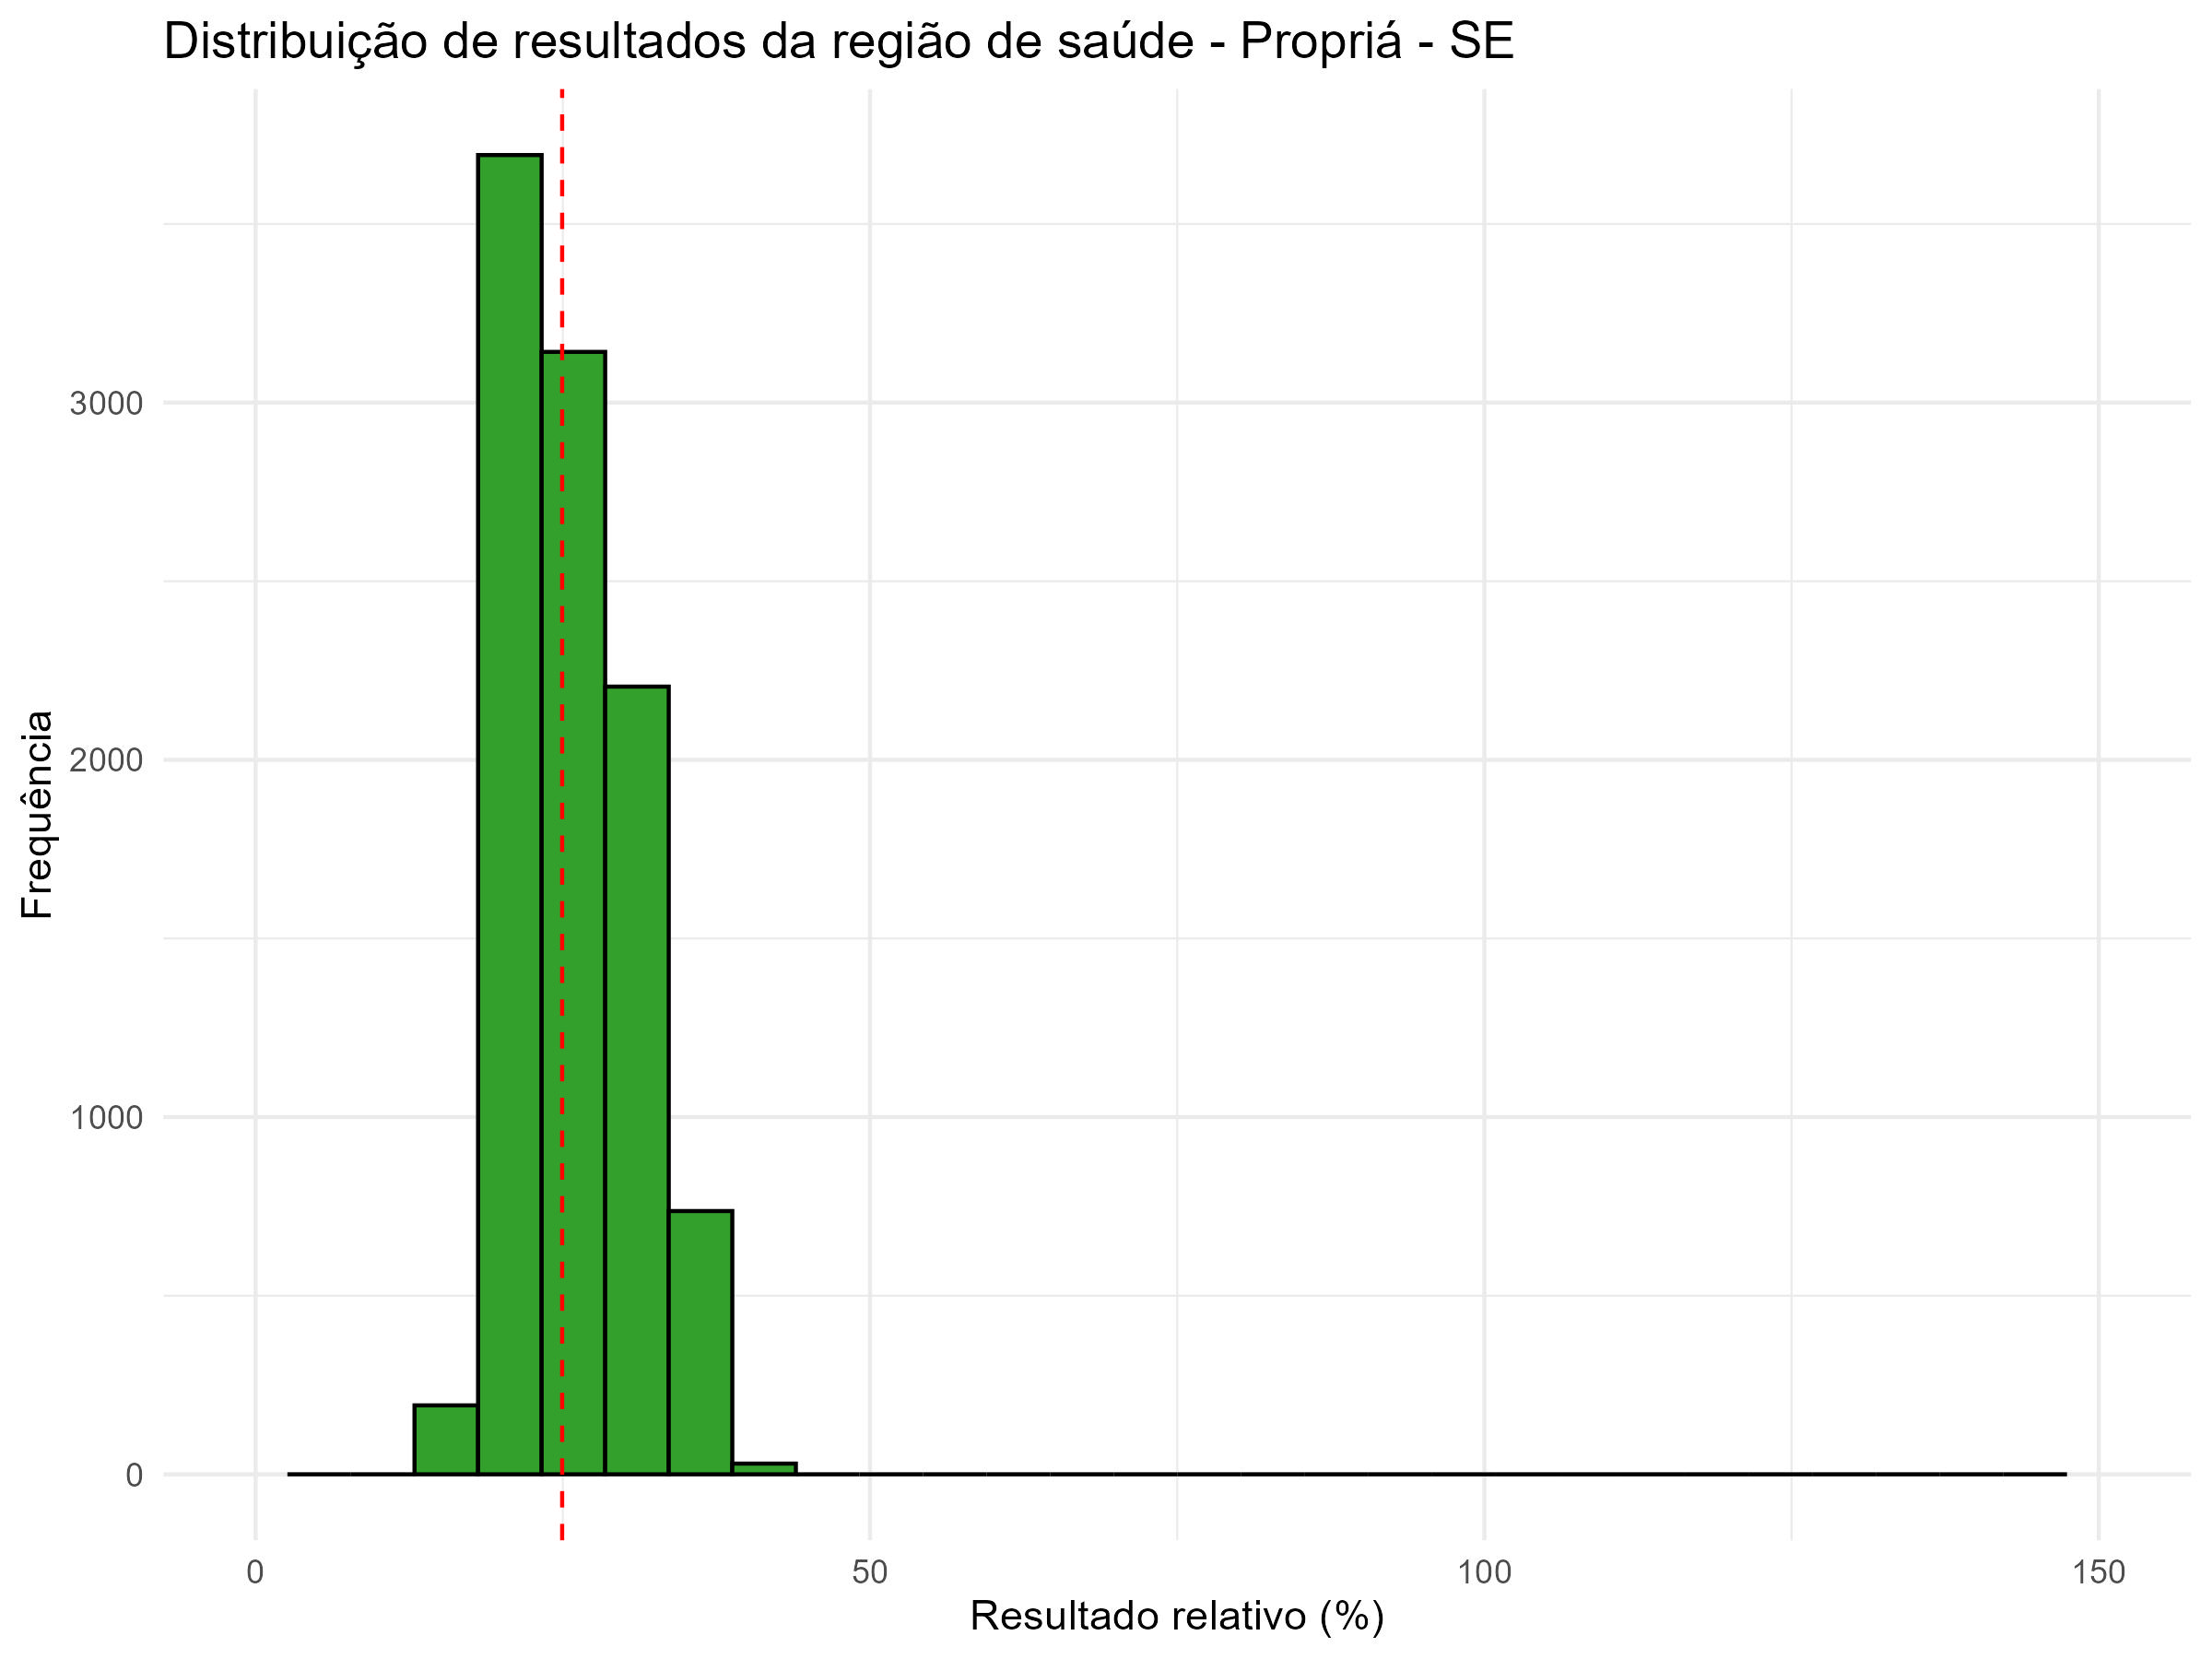 Distribuição de resultados da região de saúde - Propriá - SE
Frequência
3000
2000
1000
0
0
50
100
150
Resultado relativo (%)